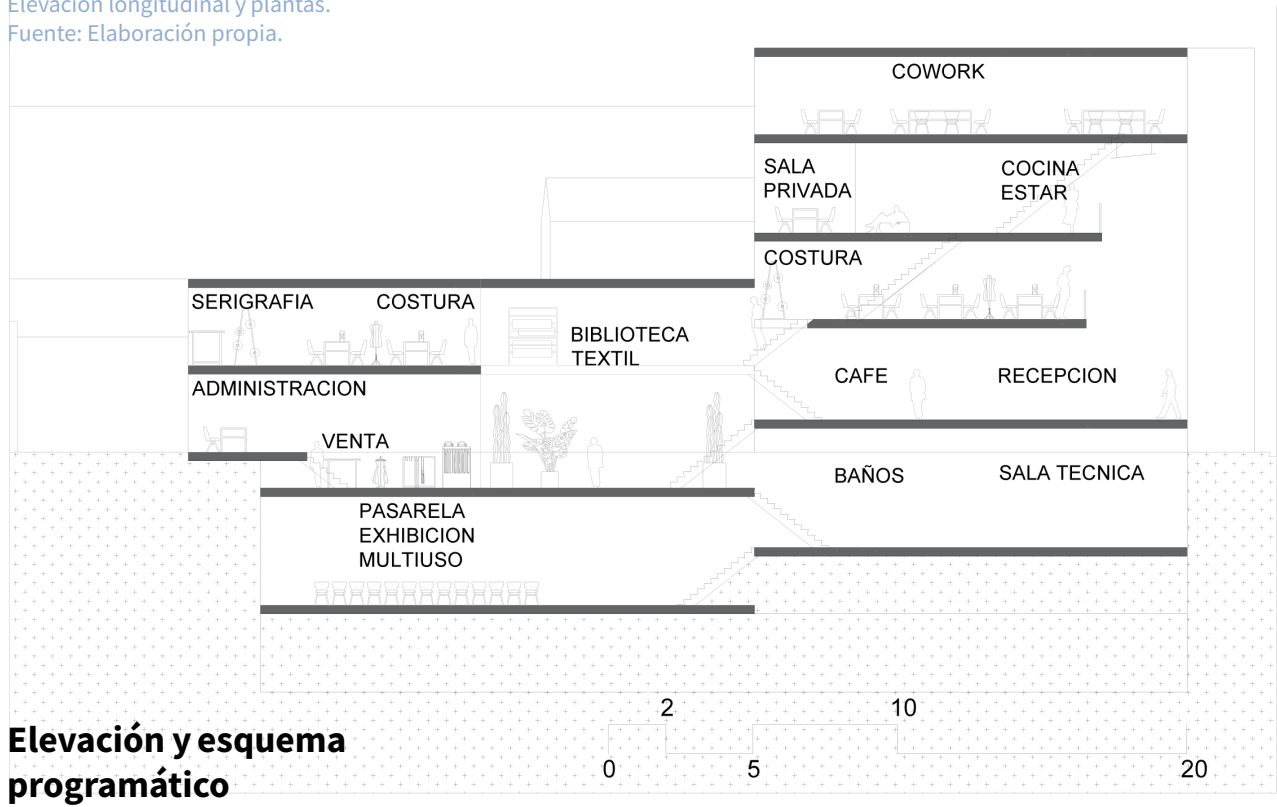 Elevación longitudinal y plantas.
Fuente: Elaboración propia.
COWORK
SALA
PRIVADA
COCINA
ESTAR
COSTURA
SERIGRAFIA
COSTURA
BIBLIOTECA
TEXTIL
CAFE
RECEPCION
ADMINISTRACION
VENTA
BAÑOS
SALA TECNICA
PASARELA
EXHIBICION
MULTIUSO
2
10
0
5
20
Elevación y esquema
programático